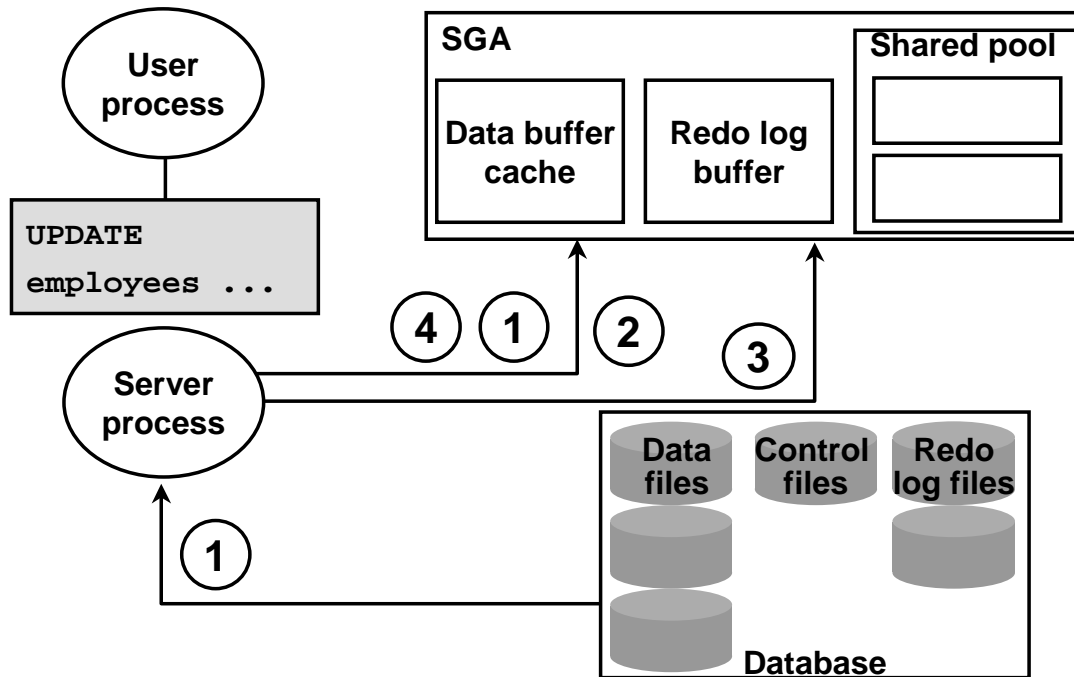 User
process
UPDATE
employees ...
Server
process
SGA
Data buffer
cache
Redo log
buffer
Shared pool
4
1
2
3
1
Data
files
Control
files
Redo
log files
Database